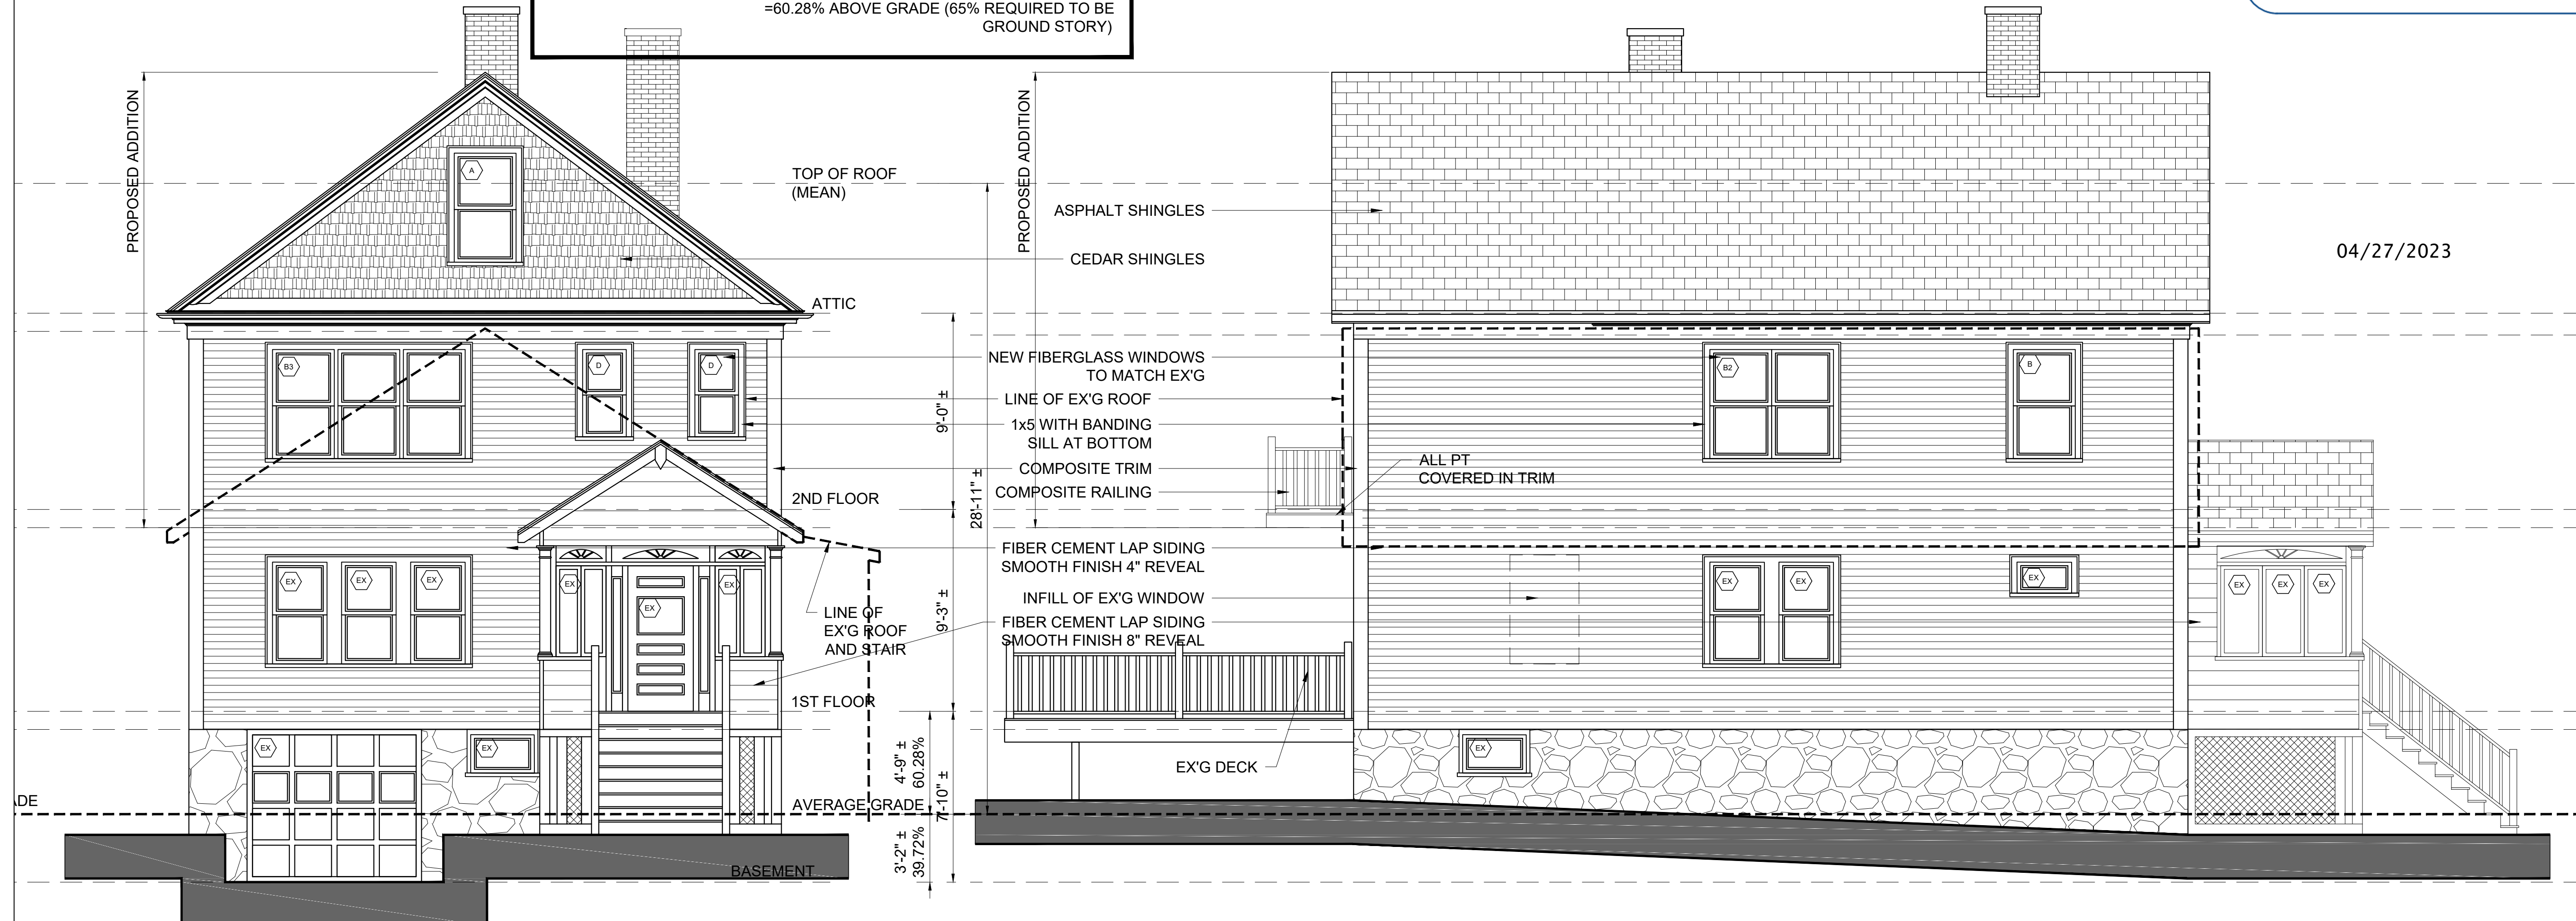 =60.28% ABOVE GRADE (65% REQUIRED TO BE
GROUND STORY)
PROPOSED ADDITION
A
TOP OF ROOF
(MEAN)
ATTIC
B3
D
D
2ND FLOOR
EX
EX
EX
EX
EX
EX
LINE OF
EX'G ROOF
AND STAIR
1ST FLOOR
EX
EX
ADE
AVERAGE GRADE
BASEMENT
9'-0" ±
28'-11" ±
9'-3" ±
4'-9" ±
60.28%
7'-10" ±
3'-2" ±
39.72%
PROPOSED ADDITION
ASPHALT SHINGLES
CEDAR SHINGLES
NEW FIBERGLASS WINDOWS
TO MATCH EX'G
LINE OF EX'G ROOF
1x5 WITH BANDING
SILL AT BOTTOM
COMPOSITE TRIM
COMPOSITE RAILING
FIBER CEMENT LAP SIDING
SMOOTH FINISH 4" REVEAL
INFILL OF EX'G WINDOW
FIBER CEMENT LAP SIDING
SMOOTH FINISH 8" REVEAL
EX'G DECK
ALL PT
COVERED IN TRIM
B2
B
EX
EX
EX
EX
EX
EX
EX
04/27/2023